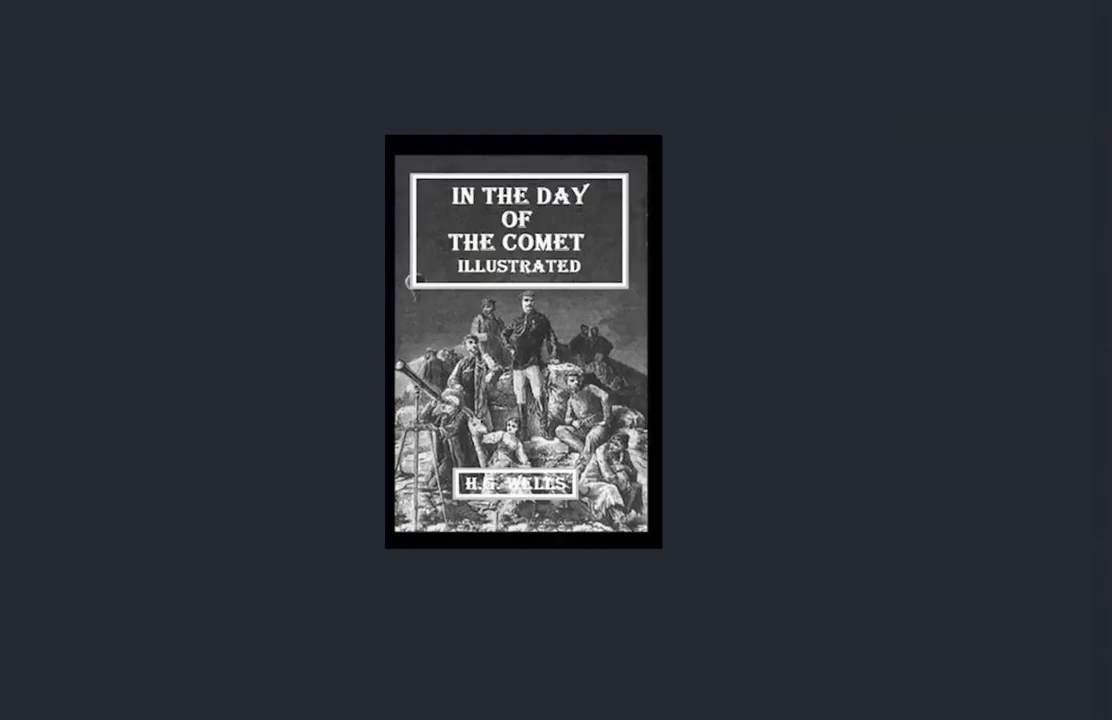 IN THE DAY
OF
THE COMET
ILLUSTRATED
H.G. WELLS